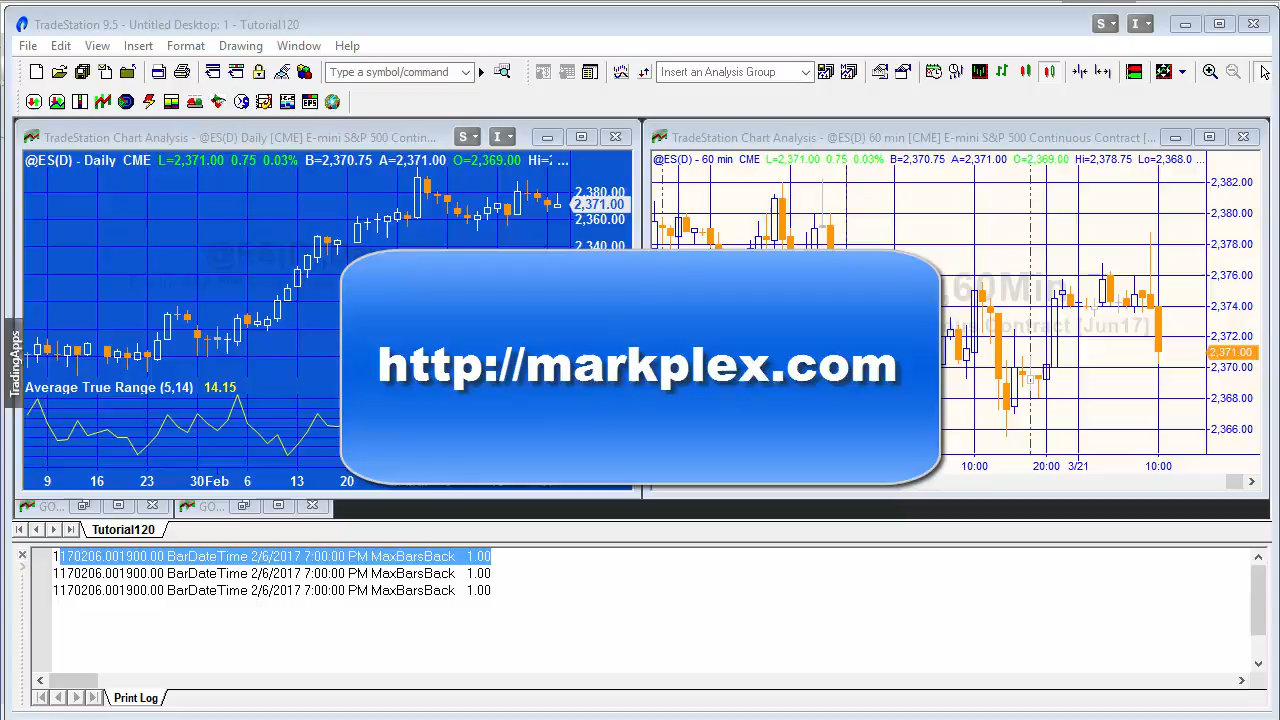 TradeStation 9.5 - Untitled Desktop: 1 - Tutorial120
S I
File Edit View Insert Format Drawing Window Help
Type a symbol/command Insert an Analysis Group
EPS
TradeStation Chart Analysis - @ES(D) Daily [CME] E-mini S&P 500 Contin... S I
TradeStation Chart Analysis - @ES(D) 60 min [CME] E-mini S&P 500 Continuous Contract [...
@ES(D) - Daily CME L=2,371.00 0.75 0.03% B=2,370.75 A=2,371.00 O=2,369.00 Hi=: ...
@ES(D) - 60 min CME L=2,371.00 0.75 0.03% B=2,370.75 A=2,371.00 O=2,369.00 Hi=2,378.75 Lo=2,368.0 ...
2,380.00
2,371.00
2,360.00
2,340.00
2,382.00
2,380.00
2,378.00
2,376.00
2,374.00
2,372.00
2,371.00
2,370.00
2,368.00
2,366.00
60Min
Contract [Jun17]
TradingApps
http://markplex.com
Average True Range (5,14) 14.15
9 16 23 30 Feb 6 13 20
10:00 20:00 3/21 10:00
GO... GO...
Tutorial120
1170206.001900.00 BarDateTime 2/6/2017 7:00:00 PM MaxBarsBack 1.00
1170206.001900.00 BarDateTime 2/6/2017 7:00:00 PM MaxBarsBack 1.00
1170206.001900.00 BarDateTime 2/6/2017 7:00:00 PM MaxBarsBack 1.00
Print Log